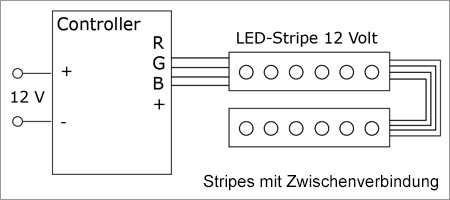 Controller
R
G
B
+
+
12 V
-
LED-Stripe 12 Volt
Stripes mit Zwischenverbindung